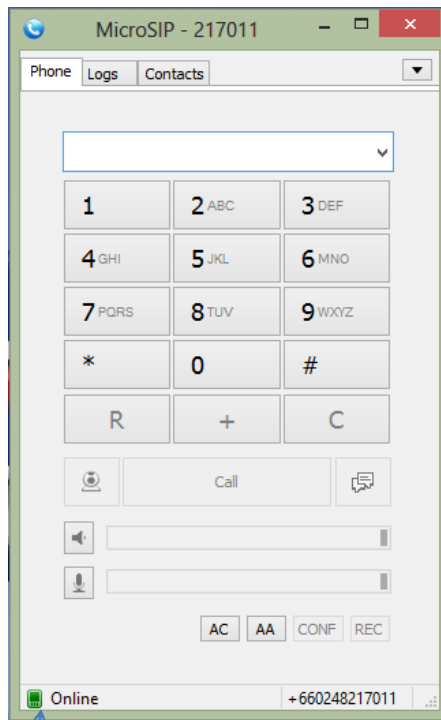 MicroSIP - 217011
Phone Logs Contacts
1 2 ABC 3 DEF
4 GHI 5 JKL 6 MNO
7 PQRS 8 TUV 9 WXYZ
* 0 #
R + C
Call
AC AA CONF REC
Online +660248217011